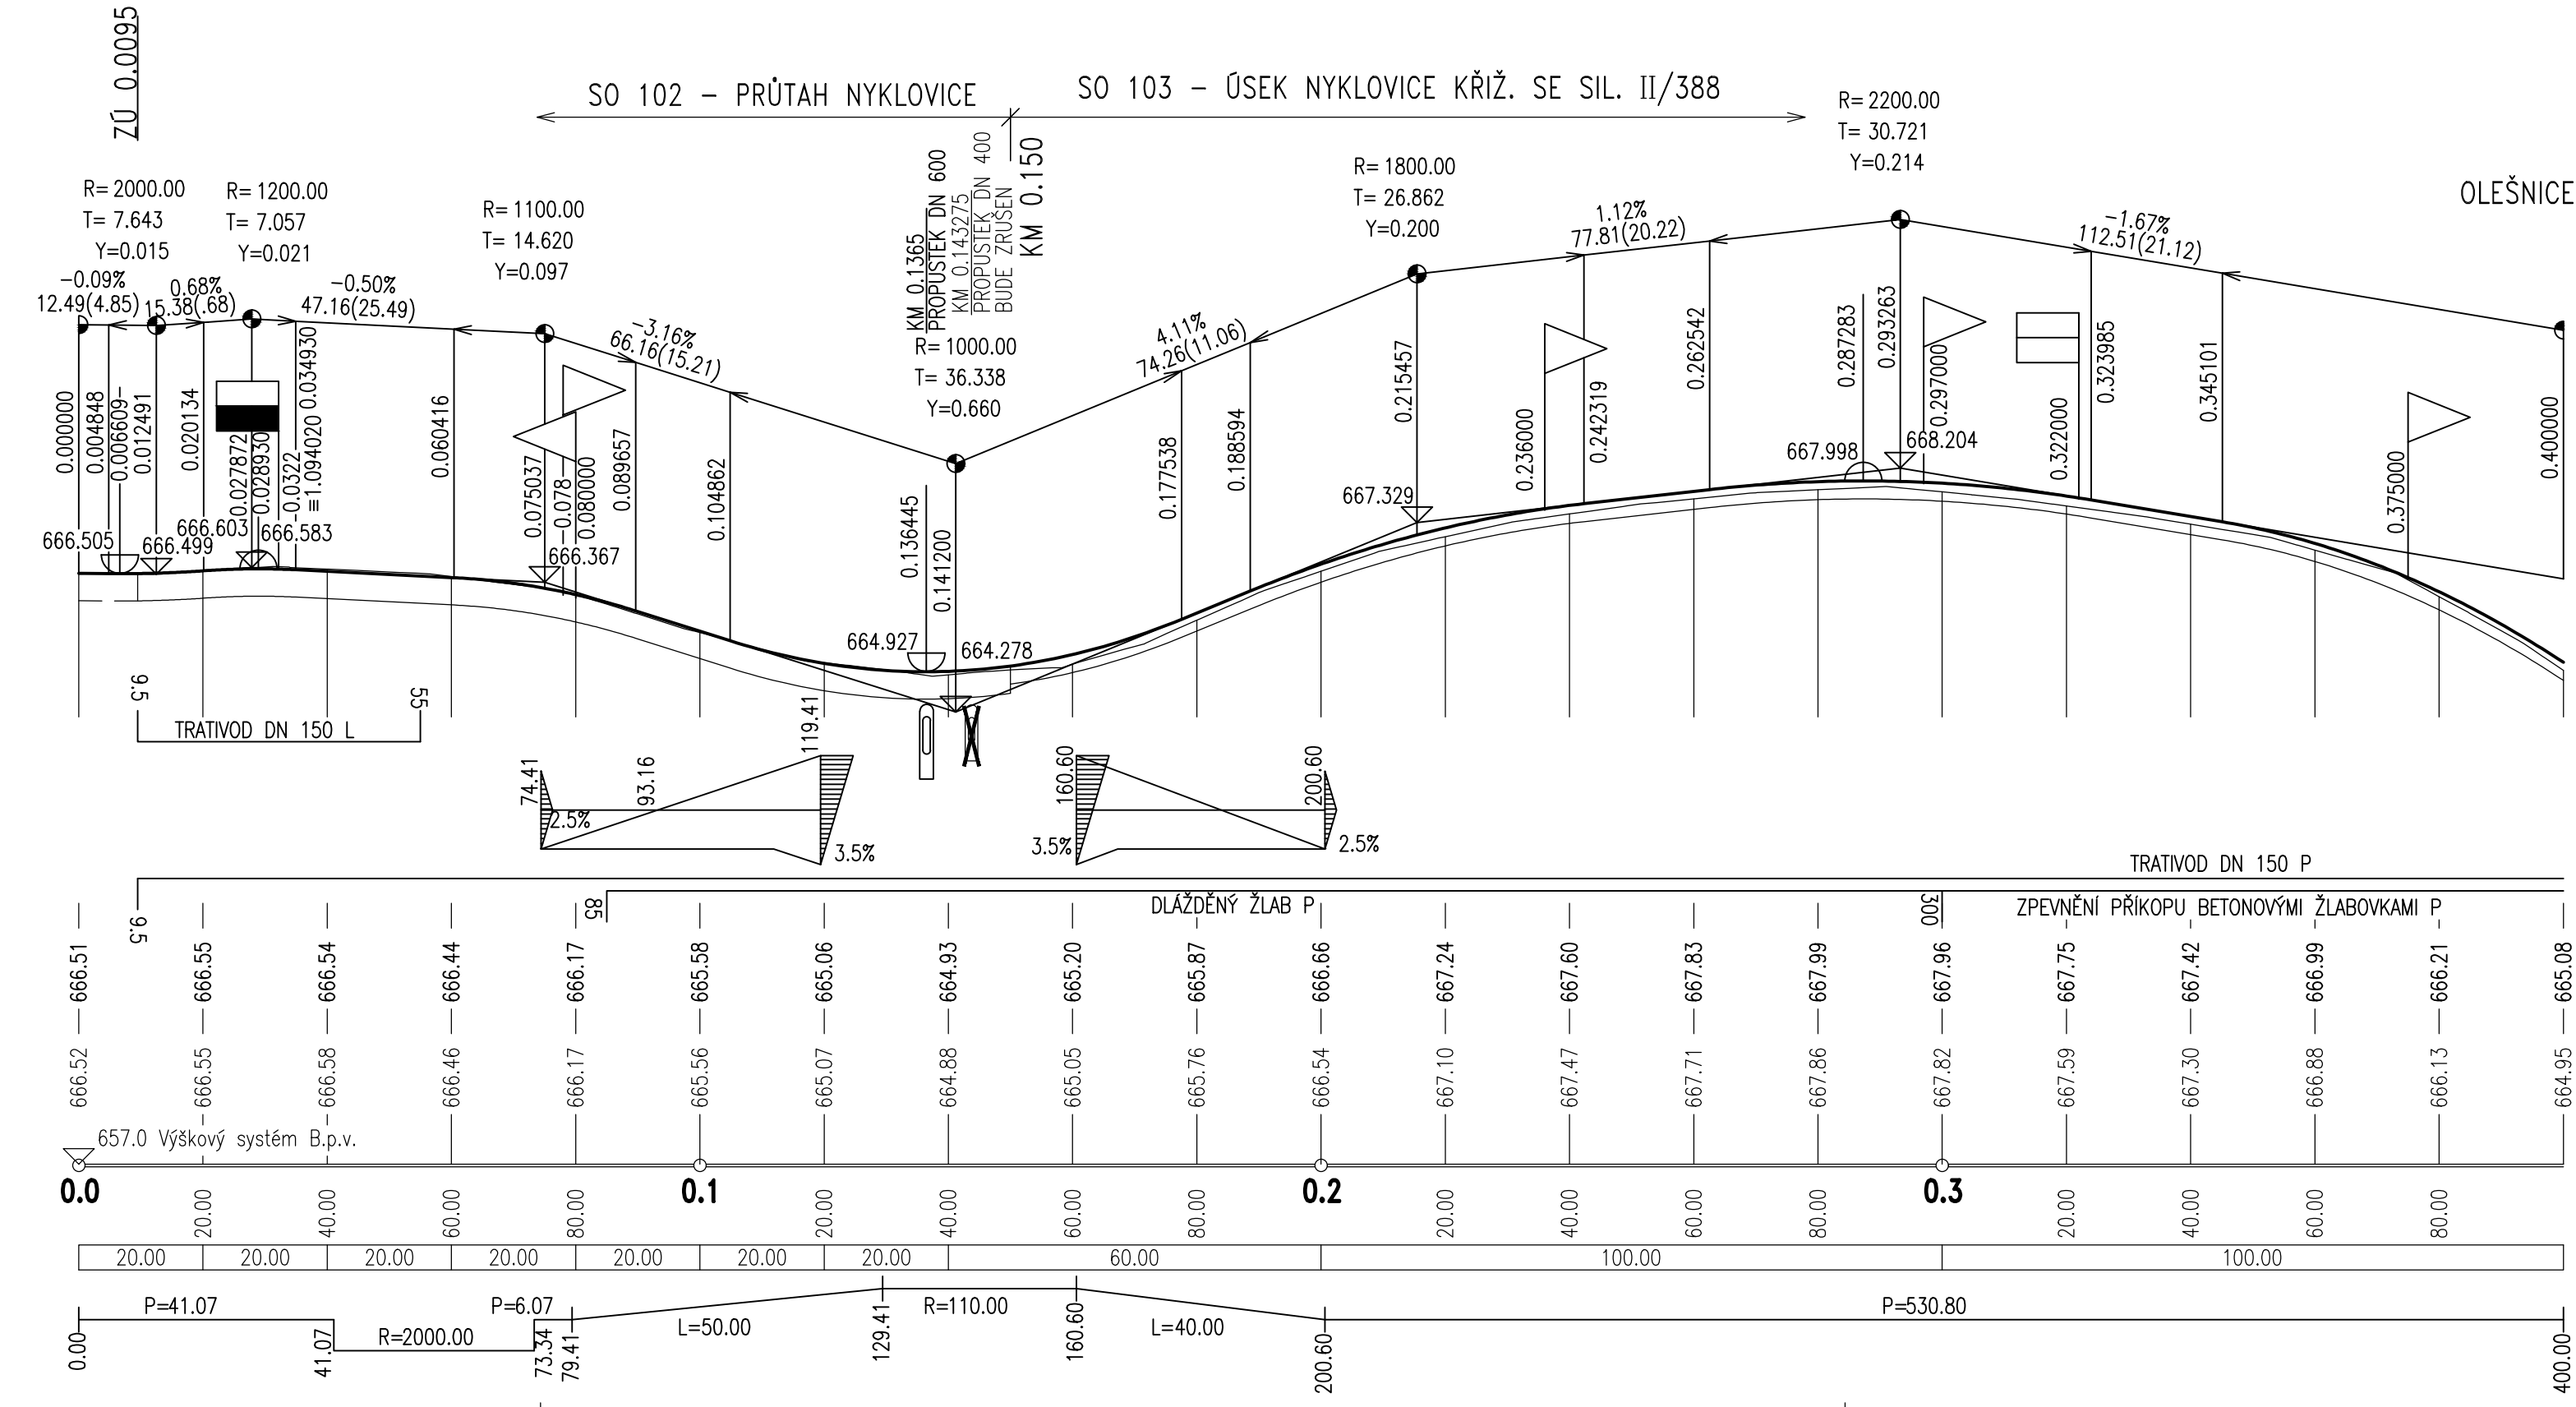 ZÚ 0.0095
SO 102 – PRŮTAH NYKLOVICE
SO 103 – ÚSEK NYKLOVICE KŘIŽ. SE SIL. II/388
OLEŠNICE
R= 2000.00
T= 7.643
Y=0.015
R= 1200.00
T= 7.057
Y=0.021
R= 1100.00
T= 14.620
Y=0.097
KM 0.1365
PROPUSTEK DN 600
KM 0.143275
PROPUSTEK DN 400
BUDE ZRUŠEN
KM 0.150
R= 1000.00
T= 36.338
Y=0.660
R= 1800.00
T= 26.862
Y=0.200
R= 2200.00
T= 30.721
Y=0.214
-0.09%
12.49(4.85)
0.68%
15.38(.68)
-0.50%
47.16(25.49)
-3.16%
66.16(15.21)
4.11%
74.26(11.06)
1.12%
77.81(20.22)
-1.67%
112.51(21.12)
0.000000
0.004848
0.006609-
0.012491
0.020134
0.027872
0.028930
-0.0322
≡1.094020
0.034930
0.060416
0.075037
-0.078
0.080000
0.089657
0.104862
0.136445
0.141200
0.177538
0.188594
0.215457
0.236000
0.242319
0.262542
0.287283
0.293263
0.297000
0.322000
0.323985
0.345101
0.375000
0.400000
666.505
666.499
666.603
666.583
666.367
664.927
664.278
667.329
667.998
668.204
9.5
55
TRATIVOD DN 150 L
74.41
2.5%
93.16
119.41
3.5%
160.60
3.5%
200.60
2.5%
TRATIVOD DN 150 P
9.5
85
DLÁŽDĚNÝ ŽLAB P
300
ZPEVNĚNÍ PŘÍKOPU BETONOVÝMI ŽLABOVKAMI P
666.51 666.55 666.54 666.44 666.17 665.58 665.06 664.93 665.20 665.87 666.66 667.24 667.60 667.83 667.99 667.96 667.75 667.42 666.99 666.21 665.08
666.52 666.55 666.58 666.46 666.17 665.56 665.07 664.88 665.05 665.76 666.54 667.10 667.47 667.71 667.86 667.82 667.59 667.30 666.88 666.13 664.95
657.0 Výškový systém B.p.v.
0.0 20.00 40.00 60.00 80.00 0.1 20.00 40.00 60.00 80.00 0.2 20.00 40.00 60.00 80.00 0.3 20.00 40.00 60.00 80.00
20.00 20.00 20.00 20.00 20.00 20.00 20.00 60.00 100.00 100.00
P=41.07 P=6.07 R=110.00 P=530.80
R=2000.00 L=50.00 L=40.00
0.00 41.07 73.34 79.41 129.41 160.60 200.60 400.00